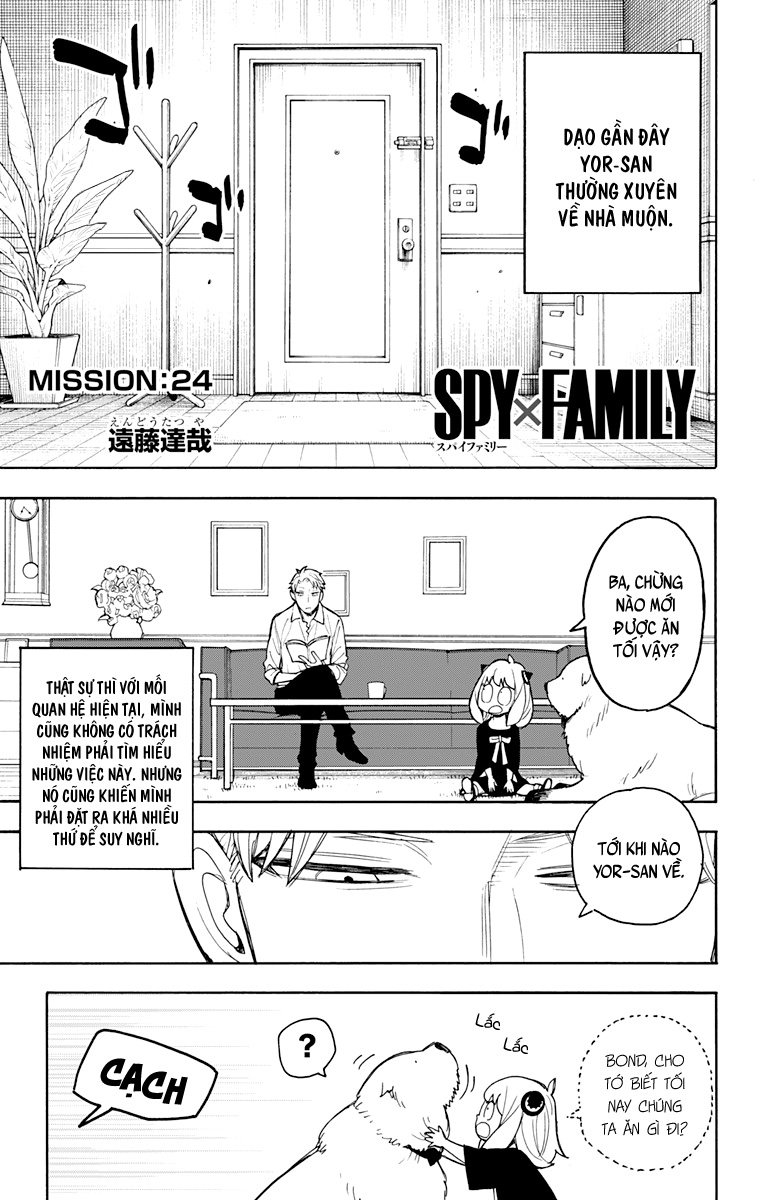 DẠO GẦN ĐÂY
YOR-SAN
THƯỜNG XUYÊN
VỀ NHÀ MUỘN.
ゴ
ゴ
ゴ
MISSION:24
SPY×FAMILY
スパイファミリー
えんどうたつ や
遠藤達哉
BA, CHỪNG
NÀO MỚI
ĐƯỢC ĂN
TỐI VẬY?
THẬT SỰ THÌ VỚI MỐI
QUAN HỆ HIỆN TẠI, MÌNH
CŨNG KHÔNG CÓ TRÁCH
NHIỆM PHẢI TÌM HIỂU
NHỮNG VIỆC NÀY. NHƯNG
NÓ CŨNG KHIẾN MÌNH
PHẢI ĐẶT RA KHÁ NHIỀU
THỨ ĐỂ SUY NGHĨ.
TỚI KHI NÀO
YOR-SAN
VỀ.
BOND, CHO
TỚ BIẾT TỐI
NAY CHÚNG
TA ĂN GÌ ĐI?
Lắc
Lắc
?
CẠCH